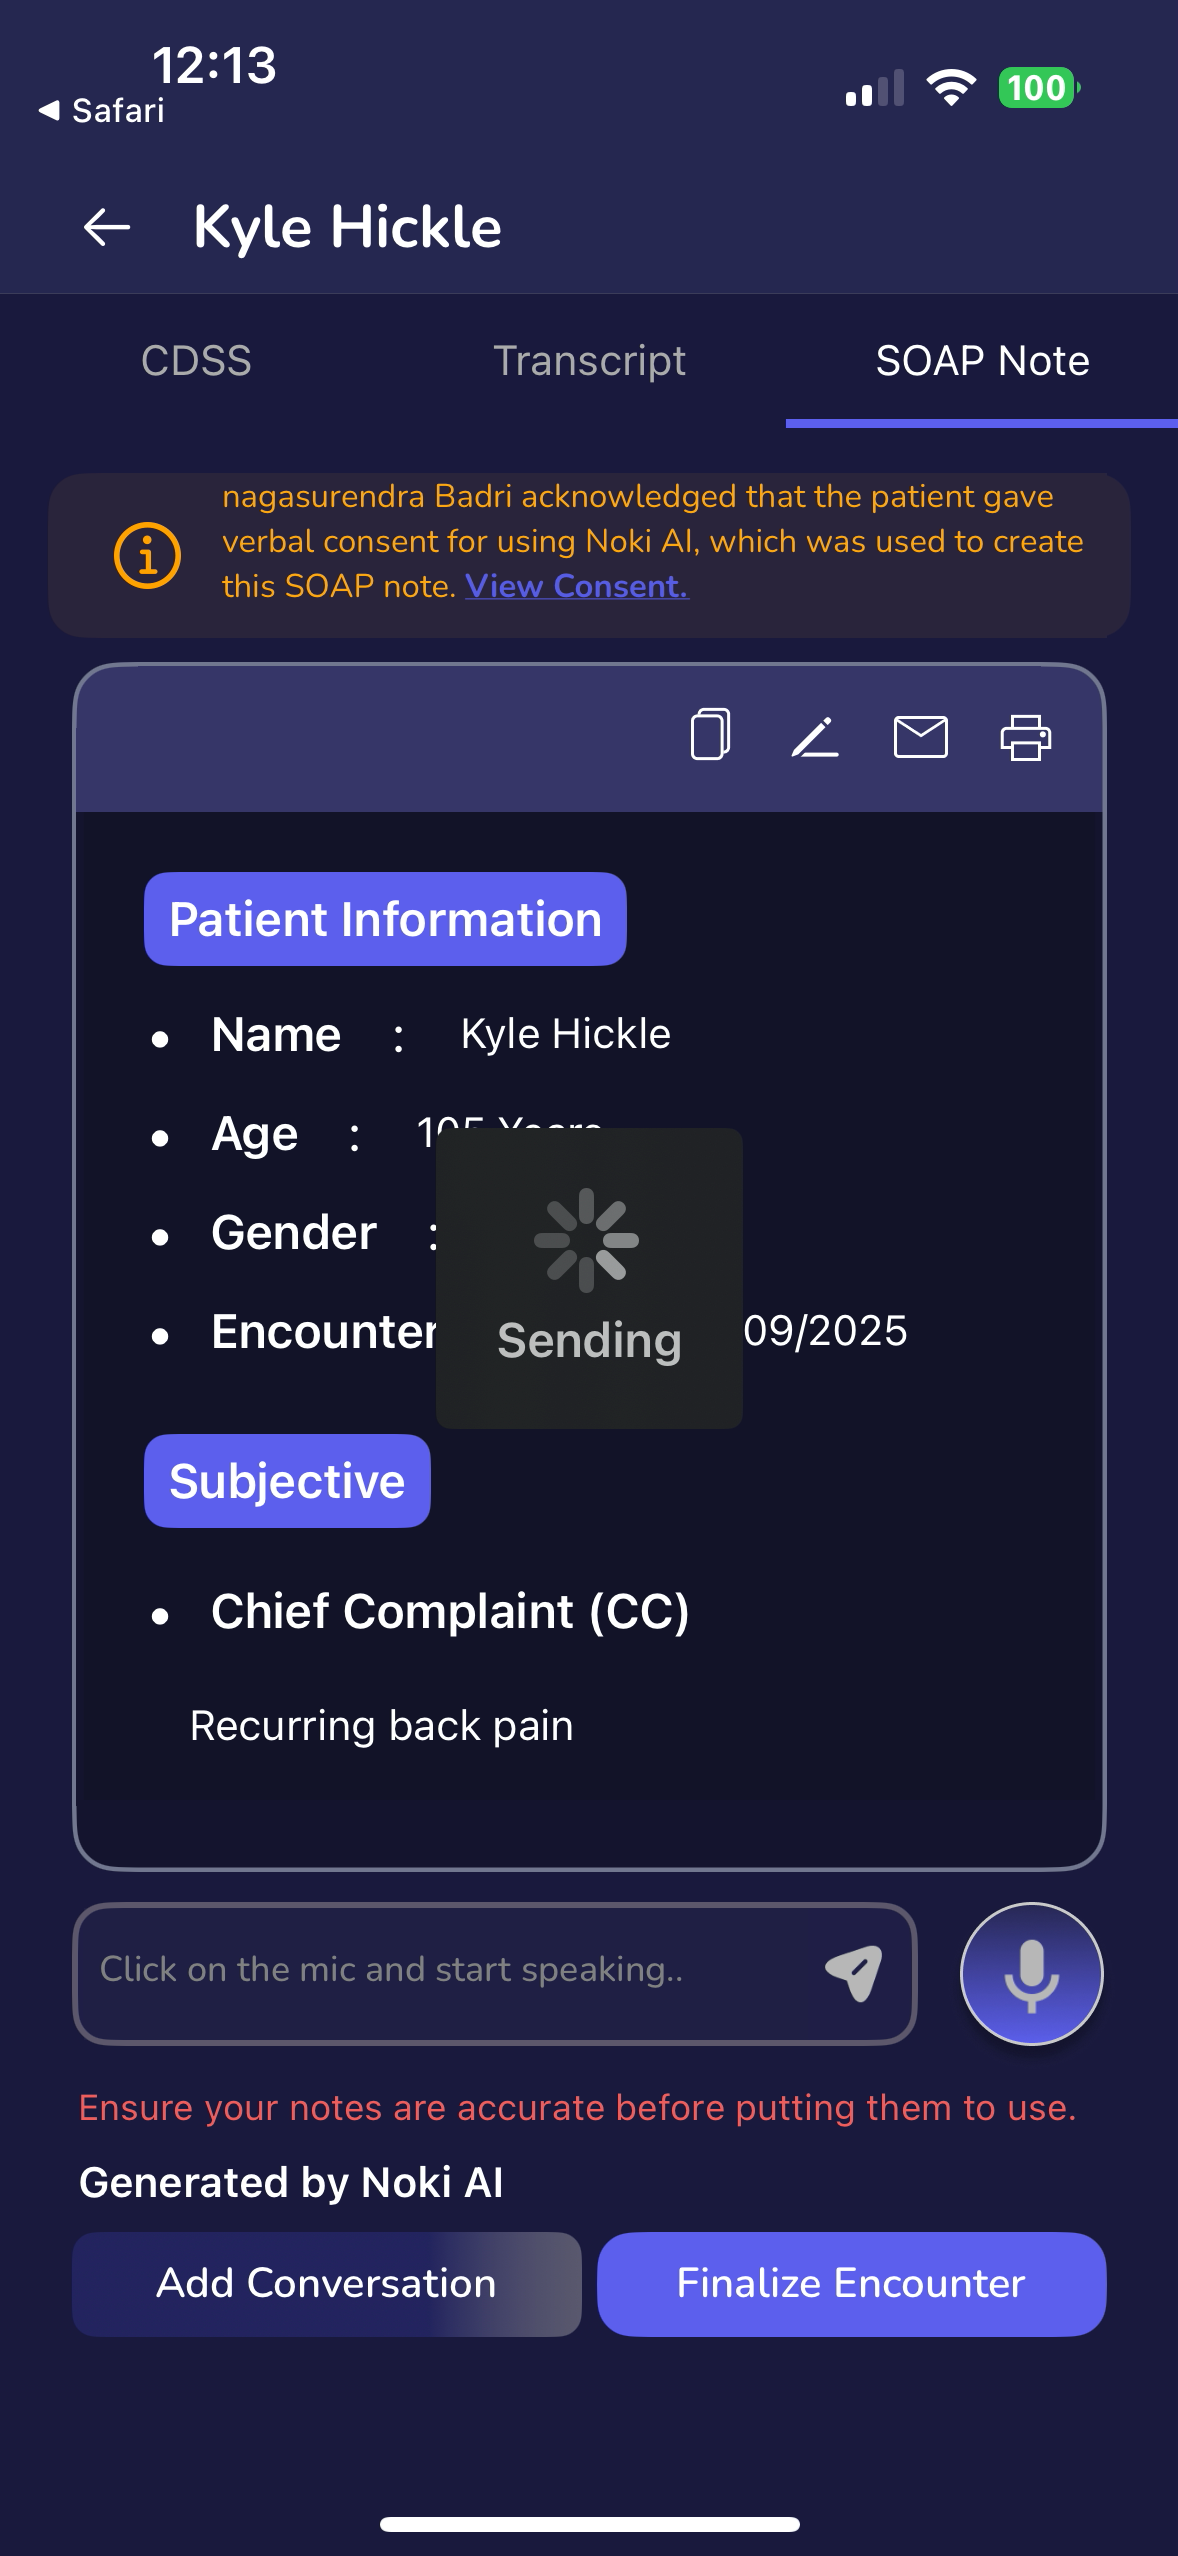 12:13
Safari
100
Kyle Hickle
CDSS Transcript SOAP Note
nagasurendra Badri acknowledged that the patient gave
verbal consent for using Noki AI, which was used to create
this SOAP note. View Consent.
Patient Information
• Name : Kyle Hickle
• Age : 105 Years
• Gender :
• Encounter 09/2025
Sending
Subjective
• Chief Complaint (CC)
Recurring back pain
Click on the mic and start speaking..
Ensure your notes are accurate before putting them to use.
Generated by Noki AI
Add Conversation Finalize Encounter